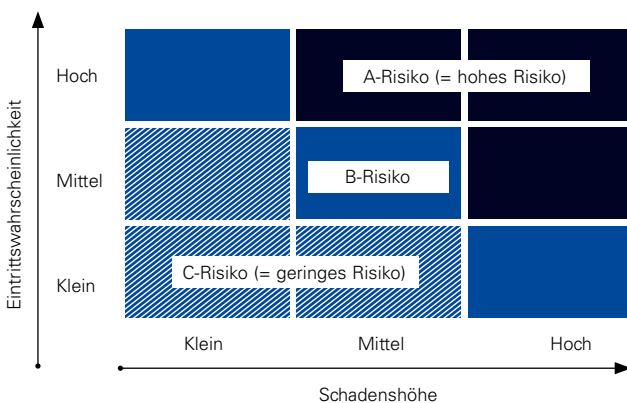 Eintrittswahrscheinlichkeit
Hoch
A-Risiko (= hohes Risiko)
Mittel
B-Risiko
Klein
C-Risiko (= geringes Risiko)
Klein
Mittel
Hoch
Schadenshöhe